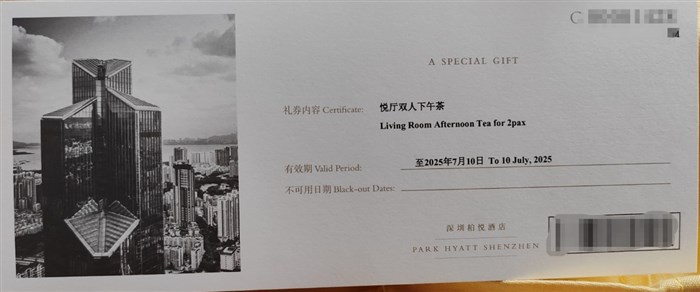 A SPECIAL GIFT
礼券内容 Certificate: 悦厅双人下午茶
Living Room Afternoon Tea for 2pax
有效期 Valid Period: 至2025年7月10日 To 10 July, 2025
不可用日期 Black-out Dates:
深圳柏悦酒店
PARK HYATT SHENZHEN